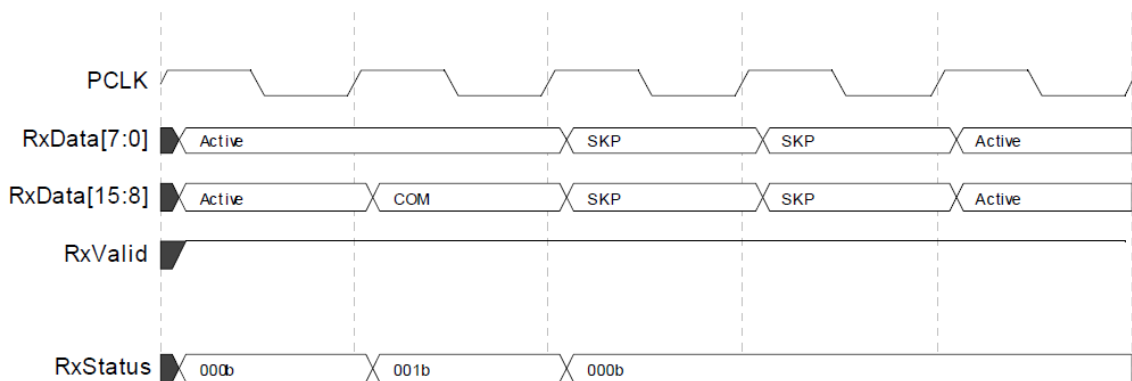 PCLK
RxData[7:0] Active SKP SKP Active
RxData[15:8] Active COM SKP SKP Active
RxValid
RxStatus 000b 001b 000b